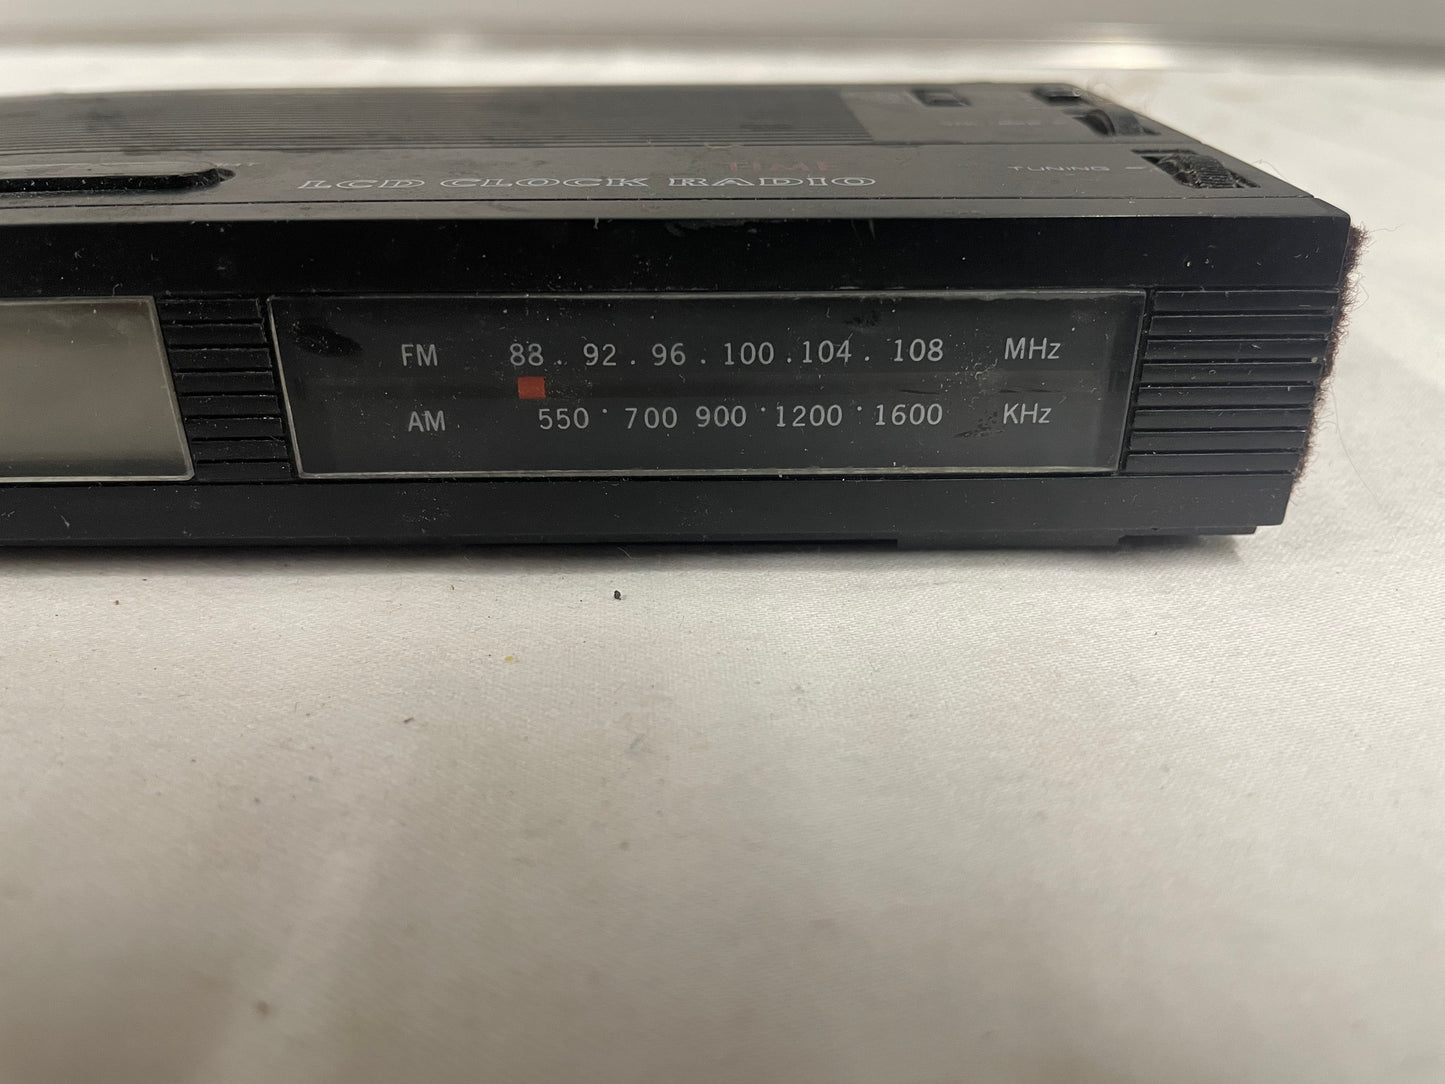 TIME
LCD CLOCK RADIO
TUNING
FM 88 . 92 . 96 . 100 . 104 . 108 MHz
AM 550 · 700 900 · 1200 · 1600 KHz